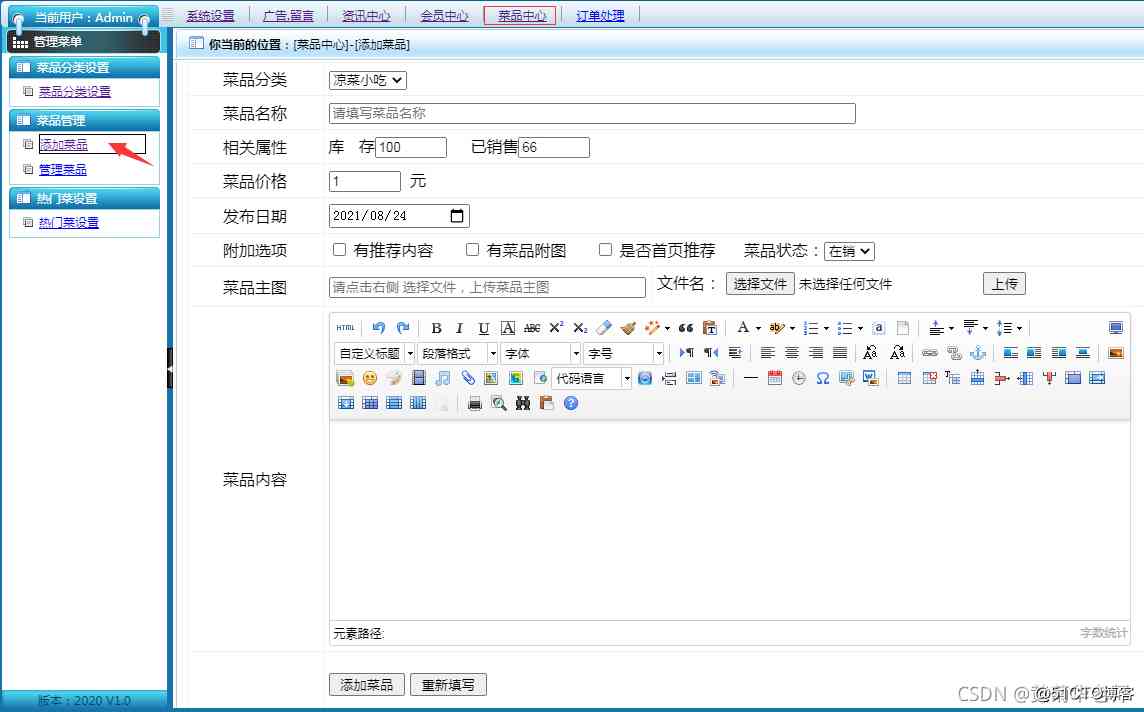 当前用户：Admin
系统设置 广告,留言 资讯中心 会员中心 菜品中心 订单处理
管理菜单
你当前的位置：[菜品中心]-[添加菜品]
菜品分类设置
菜品分类设置
菜品管理
添加菜品
管理菜品
热门菜设置
热门菜设置
菜品分类 凉菜小吃
菜品名称 请填写菜品名称
相关属性 库 存 100 已销售 66
菜品价格 1 元
发布日期 2021/08/24
附加选项 有推荐内容 有菜品附图 是否首页推荐 菜品状态： 在销
菜品主图 请点击右侧 选择文件，上传菜品主图 文件名： 选择文件 未选择任何文件 上传
HTML B I U A ABC X² X₂ A ab a
自定义标题 段落格式 字体 字号
代码语言
菜品内容
元素路径: 字数统计
添加菜品 重新填写
版本：2020 V1.0
CSDN @
@51CTO博客